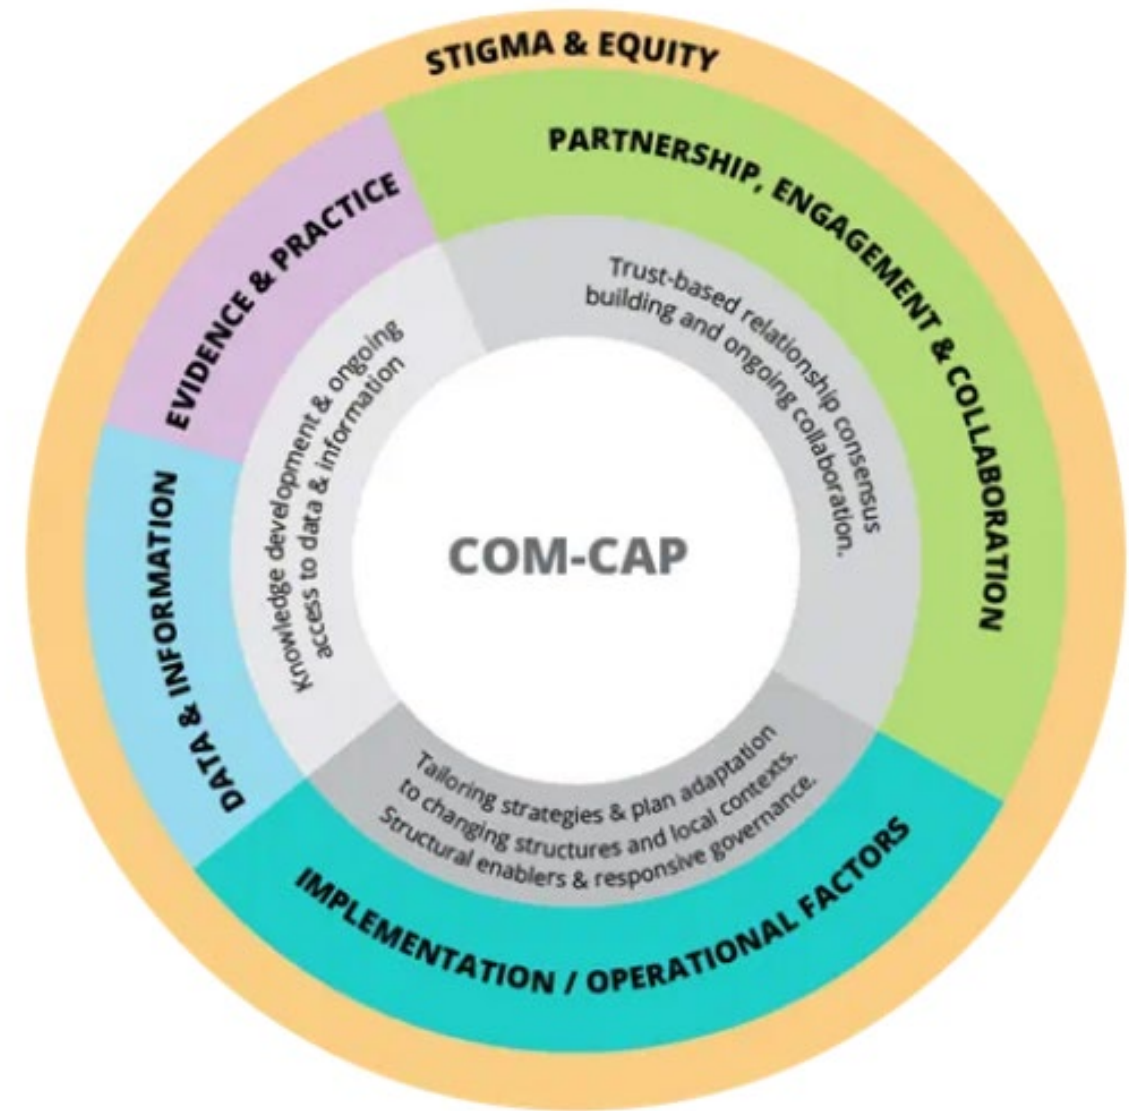 STIGMA & EQUITY
PARTNERSHIP, ENGAGEMENT & COLLABORATION
EVIDENCE & PRACTICE
DATA & INFORMATION
IMPLEMENTATION / OPERATIONAL FACTORS
Trust-based relationship consensus
building and ongoing collaboration.
Knowledge development & ongoing
access to data & information
Tailoring strategies & plan adaptation
to changing structures and local contexts.
Structural enablers & responsive governance.
COM-CAP